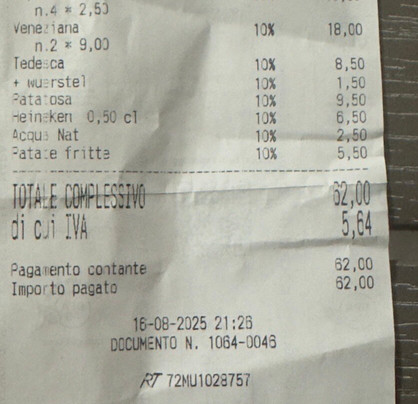 n.4 * 2,50
Veneziana 10% 18,00
n.2 * 9,00
Tedesca 10% 8,50
+ wuerstel 10% 1,50
Patatosa 10% 9,50
Heineken 0,50 cl 10% 6,50
Acqua Nat 10% 2,50
Patate fritte 10% 5,50
TOTALE COMPLESSIVO 62,00
di cui IVA 5,64
Pagamento contante 62,00
Importo pagato 62,00
16-08-2025 21:26
DOCUMENTO N. 1064-0046
RT 72MU1028757